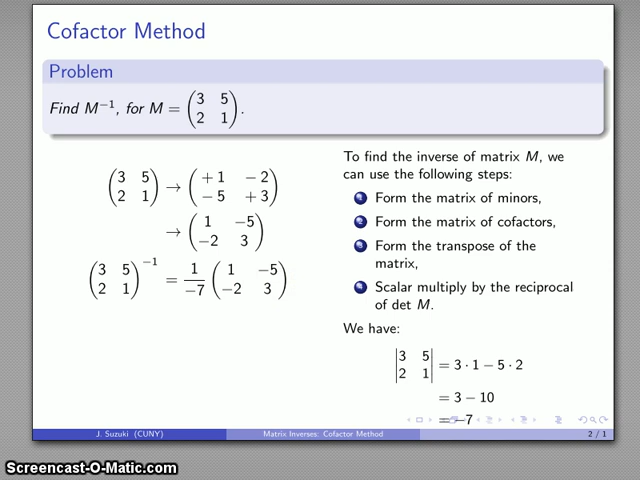 Cofactor Method
Problem
Find M⁻¹, for M = (3 5
2 1).
(3 5 → (+1 −2
2 1) −5 +3)
→ (1 −5
−2 3)
(3 5)⁻¹ = 1/−7 (1 −5
2 1 −2 3)
To find the inverse of matrix M, we
can use the following steps:
1 Form the matrix of minors,
2 Form the matrix of cofactors,
3 Form the transpose of the
matrix,
4 Scalar multiply by the reciprocal
of det M.
We have:
|3 5
2 1| = 3 · 1 − 5 · 2
= 3 − 10
= −7
J. Suzuki (CUNY) Matrix Inverses: Cofactor Method 2 / 1
Screencast-O-Matic.com